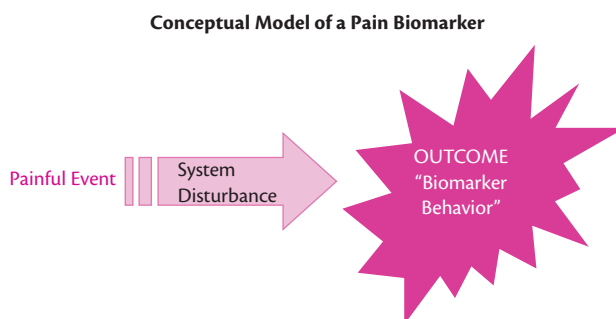 Conceptual Model of a Pain Biomarker
Painful Event
System
Disturbance
OUTCOME
“Biomarker
Behavior”